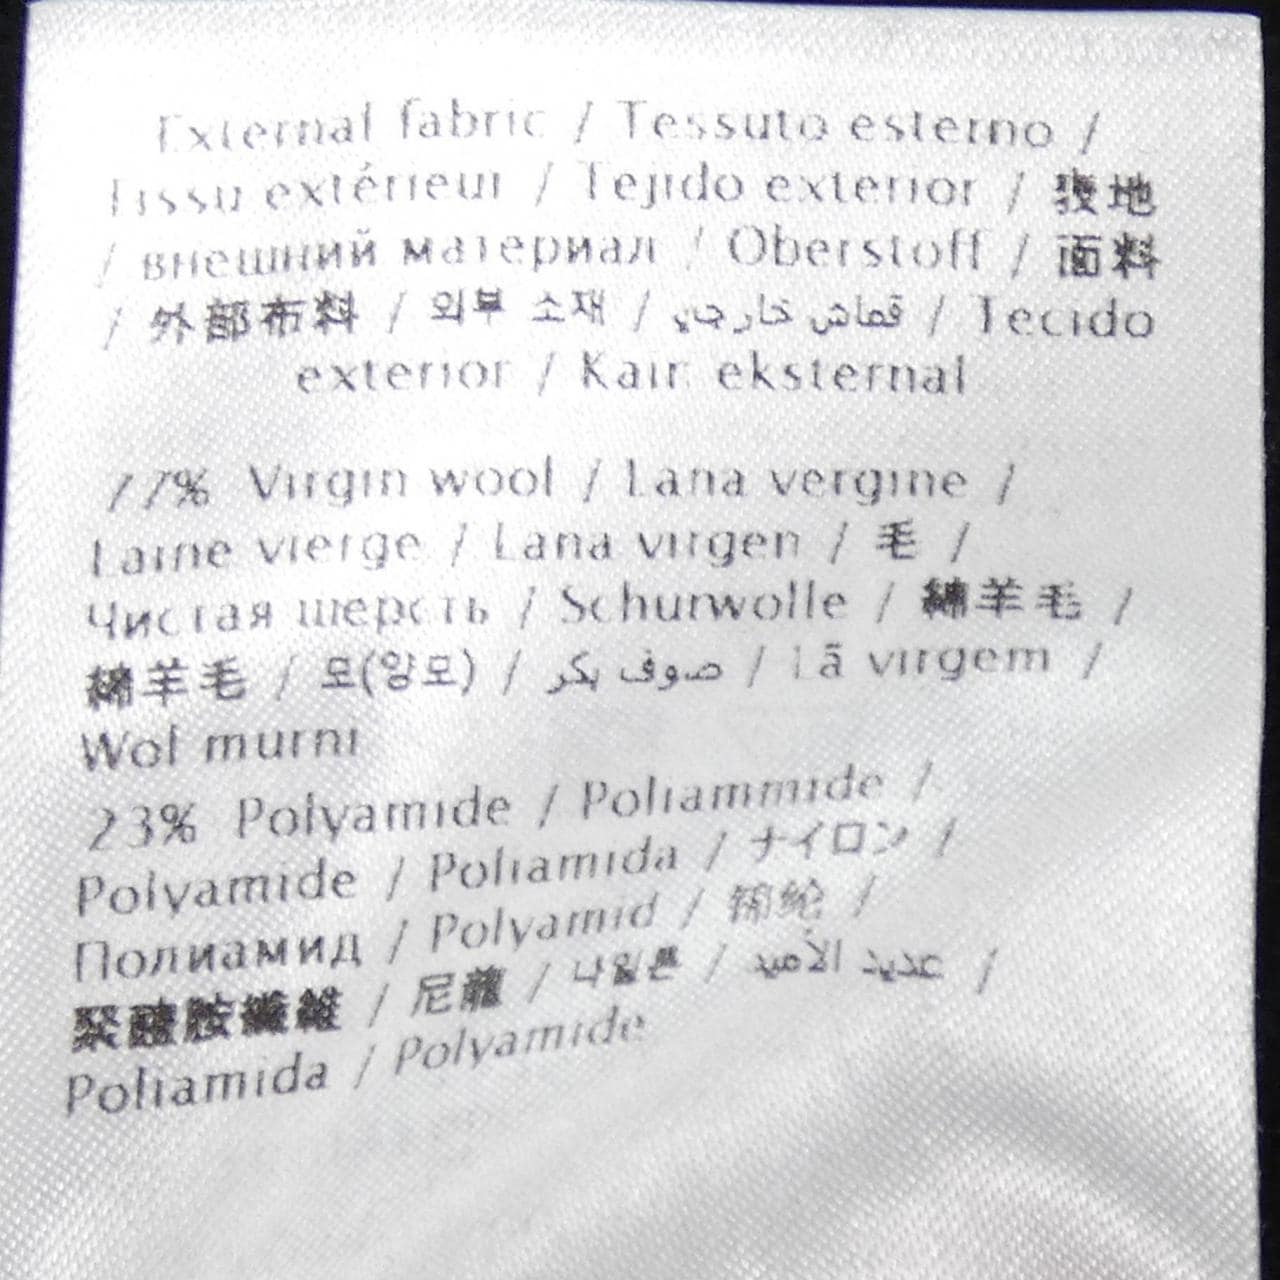 External fabric / Tessuto esterno /
Tissu extérieur / Tejido exterior / 表地
/ внешний материал / Oberstoff / 面料
/ 外部布料 / 외부 소재 / قماش خارجي / Tecido
exterior / Kain eksternal
77% Virgin wool / Lana vergine /
Laine vierge / Lana virgen / 毛 /
Чистая шерсть / Schurwolle / 綿羊毛 /
綿羊毛 / 모(양모) / صوف بكر / Lã virgem /
Wol murni
23% Polyamide / Poliammide /
Polyamide / Poliamida / ナイロン /
Полиамид / Polyamid / 锦纶 /
聚醯胺纖維 / 尼龍 / 나일론 / عديد الأميد /
Poliamida / Polyamide